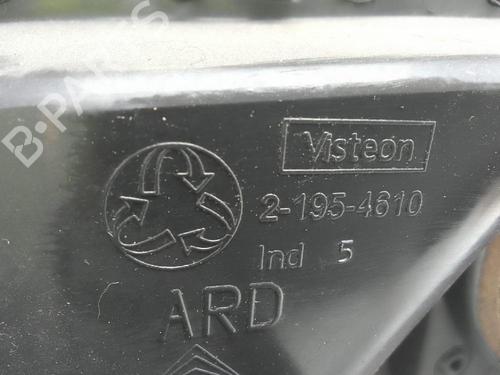 B-PARTS
Visteon
2-195-4610
Ind 5
ARD